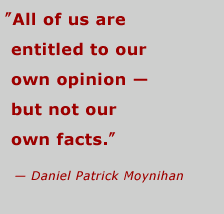 "All of us are
entitled to our
own opinion —
but not our
own facts."
— Daniel Patrick Moynihan